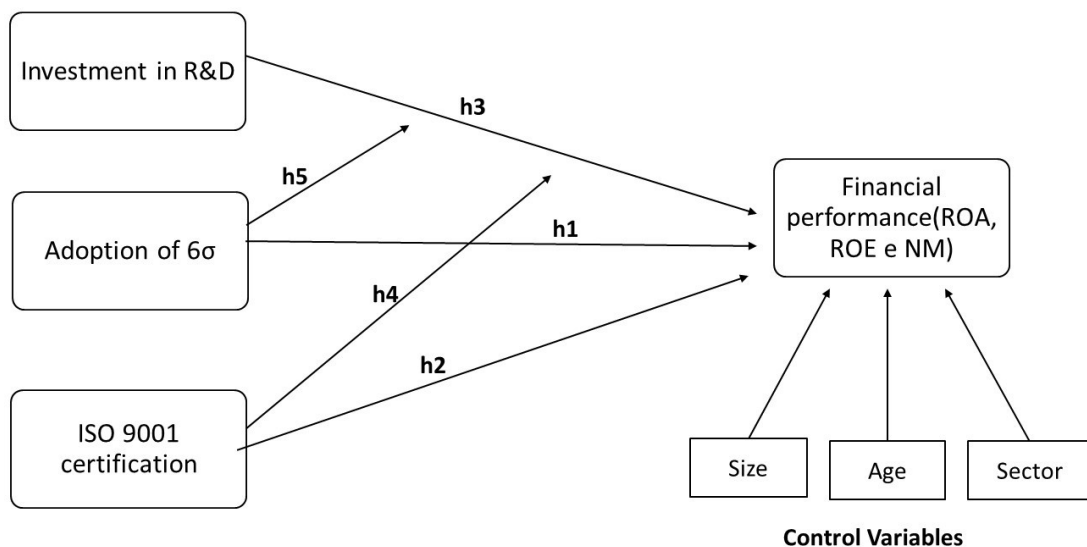 Investment in R&D
h3
h5
Financial
performance(ROA,
ROE e NM)
Adoption of 6σ
h1
h4
h2
ISO 9001
certification
Size
Age
Sector
Control Variables